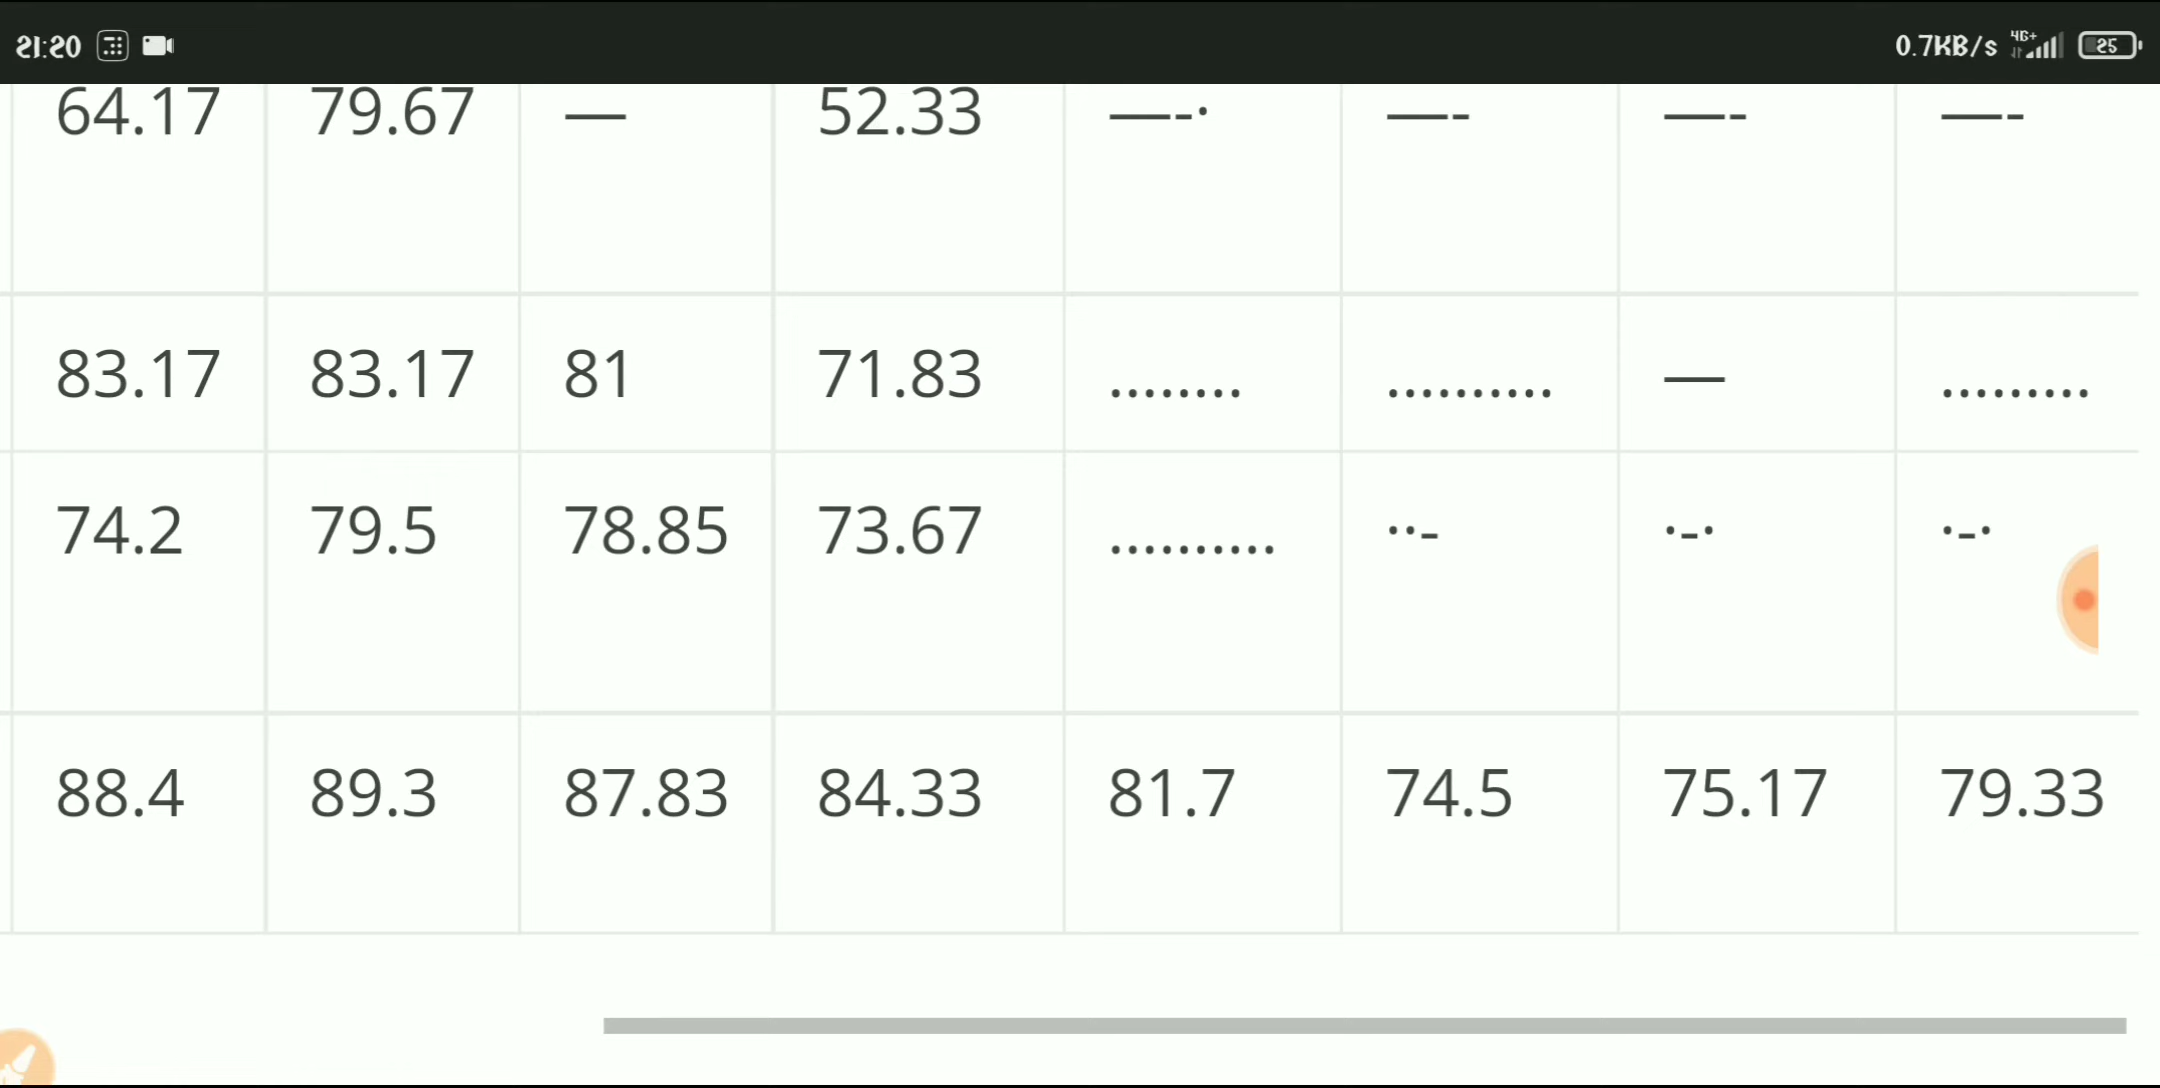 21:20 0.7KB/s 4G+ 25
64.17 79.67 — 52.33 —-· —- —- —-
83.17 83.17 81 71.83 ........ .......... — .........
74.2 79.5 78.85 73.67 .......... ··- ·-· ·-·
88.4 89.3 87.83 84.33 81.7 74.5 75.17 79.33